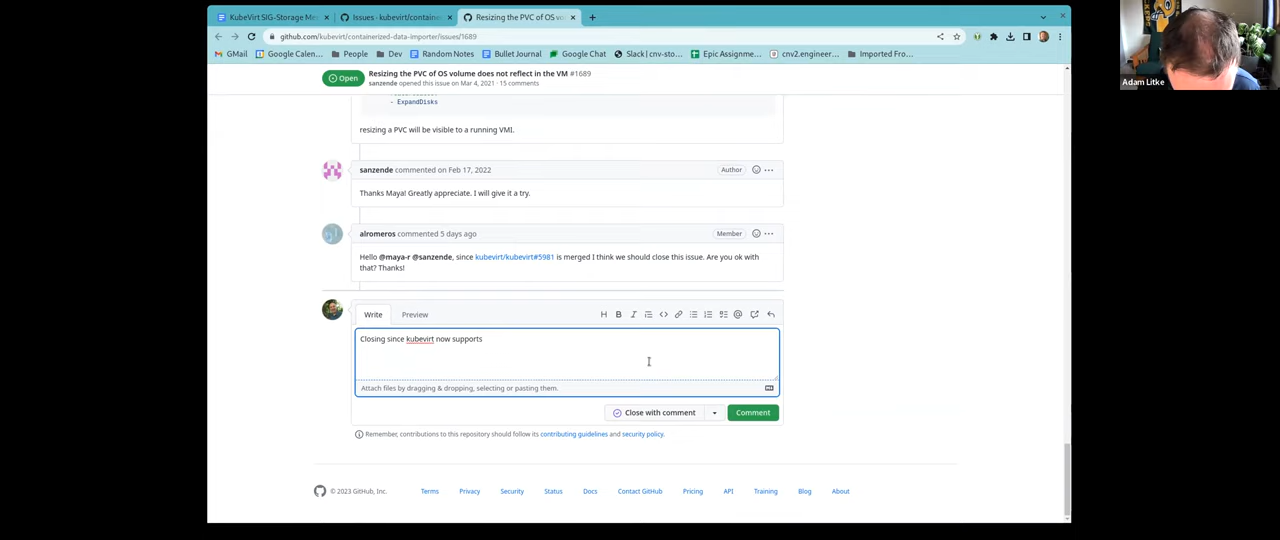 KubeVirt SIG-Storage Me
Issues · kubevirt/container
Resizing the PVC of OS vo
github.com/kubevirt/containerized-data-importer/issues/1689
GMail
Google Calen...
People
Dev
Random Notes
Bullet Journal
Google Chat
Slack | cnv-sto...
Epic Assignme...
cnv2.engineer...
Imported Fro...
Adam Litke
Open
Resizing the PVC of OS volume does not reflect in the VM #1689
sanzende opened this issue on Mar 4, 2021 · 15 comments
- ExpandDisks
resizing a PVC will be visible to a running VMI.
sanzende commented on Feb 17, 2022
Author
Thanks Maya! Greatly appreciate. I will give it a try.
alromeros commented 5 days ago
Member
Hello @maya-r @sanzende, since kubevirt/kubevirt#5981 is merged I think we should close this issue. Are you ok with
that? Thanks!
Write
Preview
Closing since kubevirt now supports
Attach files by dragging & dropping, selecting or pasting them.
Close with comment
Comment
Remember, contributions to this repository should follow its contributing guidelines and security policy.
© 2023 GitHub, Inc.
Terms
Privacy
Security
Status
Docs
Contact GitHub
Pricing
API
Training
Blog
About